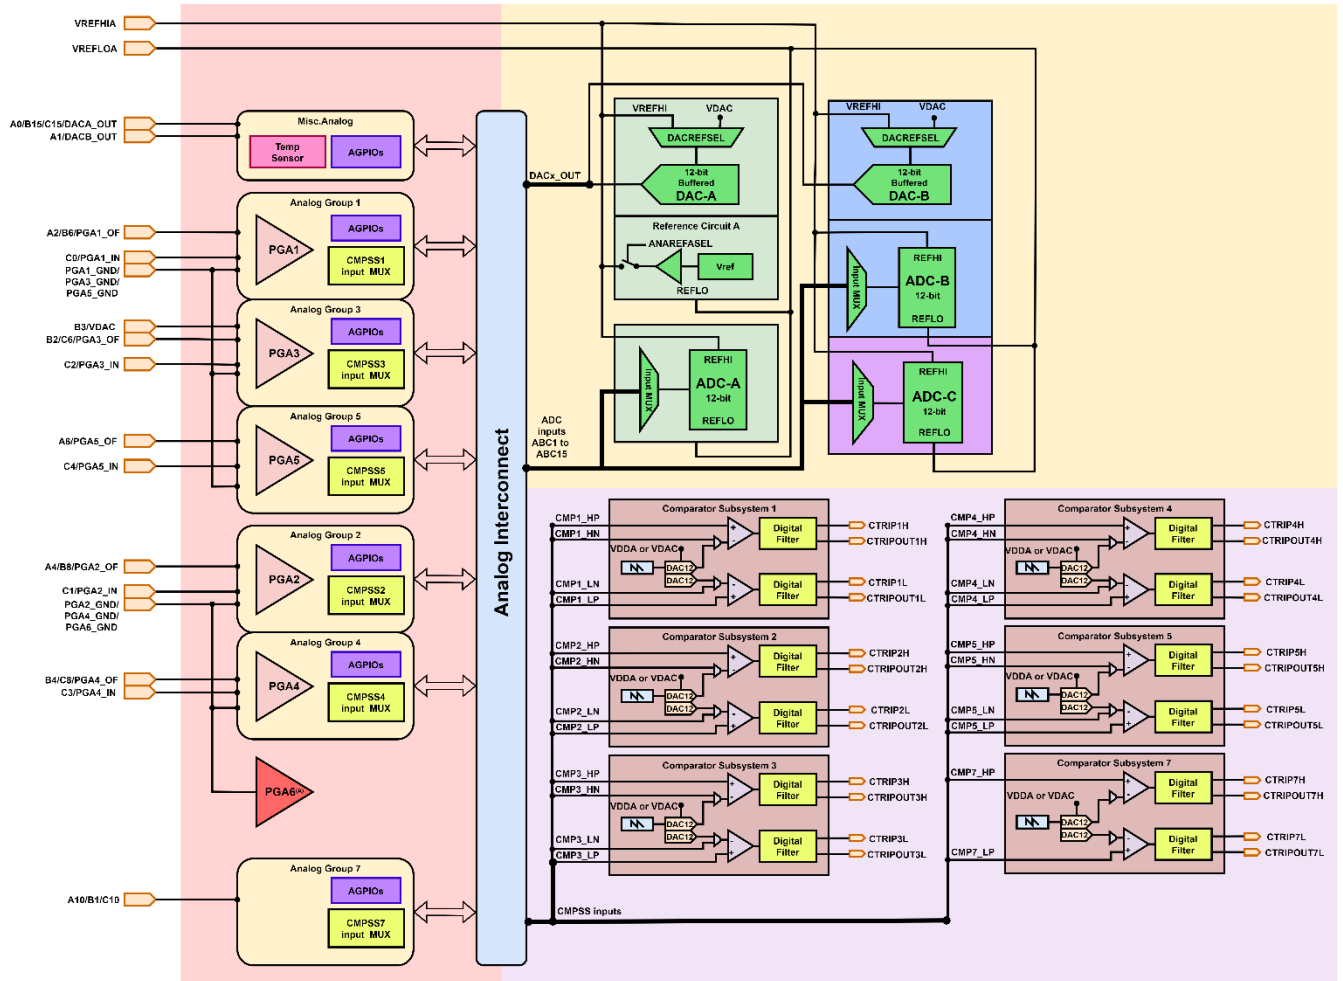 VREFHIA
VREFLOA
A0/B15/C15/DACA_OUT
A1/DACB_OUT
Misc.Analog
Temp
Sensor
AGPIOs
Analog Group 1
A2/B6/PGA1_OF
C0/PGA1_IN
PGA1_GND/
PGA3_GND/
PGA5_GND
PGA1
AGPIOs
CMPSS1
input MUX
Analog Group 3
B3/VDAC
B2/C6/PGA3_OF
C2/PGA3_IN
PGA3
AGPIOs
CMPSS3
input MUX
Analog Group 5
A6/PGA5_OF
C4/PGA5_IN
PGA5
AGPIOs
CMPSS5
input MUX
Analog Group 2
A4/B8/PGA2_OF
C1/PGA2_IN
PGA2_GND/
PGA4_GND/
PGA6_GND
PGA2
AGPIOs
CMPSS2
input MUX
Analog Group 4
B4/C8/PGA4_OF
C3/PGA4_IN
PGA4
AGPIOs
CMPSS4
input MUX
PGA6(A)
Analog Group 7
A10/B1/C10
AGPIOs
CMPSS7
input MUX
Analog Interconnect
DACx_OUT
ADC
inputs
ABC1 to
ABC15
CMPSS inputs
VREFHI
VDAC
DACREFSEL
12-bit
Buffered
DAC-A
Reference Circuit A
ANAREFASEL
Vref
REFLO
Input MUX
REFHI
ADC-A
12-bit
REFLO
VREFHI
VDAC
DACREFSEL
12-bit
Buffered
DAC-B
Input MUX
REFHI
ADC-B
12-bit
REFLO
Input MUX
REFHI
ADC-C
12-bit
REFLO
Comparator Subsystem 1
CMP1_HP
CMP1_HN
VDDA or VDAC
DAC12
DAC12
CMP1_LN
CMP1_LP
Digital
Filter
Digital
Filter
CTRIP1H
CTRIPOUT1H
CTRIP1L
CTRIPOUT1L
Comparator Subsystem 2
CMP2_HP
CMP2_HN
VDDA or VDAC
DAC12
DAC12
CMP2_LN
CMP2_LP
Digital
Filter
Digital
Filter
CTRIP2H
CTRIPOUT2H
CTRIP2L
CTRIPOUT2L
Comparator Subsystem 3
CMP3_HP
CMP3_HN
VDDA or VDAC
DAC12
DAC12
CMP3_LN
CMP3_LP
Digital
Filter
Digital
Filter
CTRIP3H
CTRIPOUT3H
CTRIP3L
CTRIPOUT3L
Comparator Subsystem 4
CMP4_HP
CMP4_HN
VDDA or VDAC
DAC12
DAC12
CMP4_LN
CMP4_LP
Digital
Filter
Digital
Filter
CTRIP4H
CTRIPOUT4H
CTRIP4L
CTRIPOUT4L
Comparator Subsystem 5
CMP5_HP
CMP5_HN
VDDA or VDAC
DAC12
DAC12
CMP5_LN
CMP5_LP
Digital
Filter
Digital
Filter
CTRIP5H
CTRIPOUT5H
CTRIP5L
CTRIPOUT5L
Comparator Subsystem 7
CMP7_HP
VDDA or VDAC
DAC12
DAC12
CMP7_LP
Digital
Filter
Digital
Filter
CTRIP7H
CTRIPOUT7H
CTRIP7L
CTRIPOUT7L